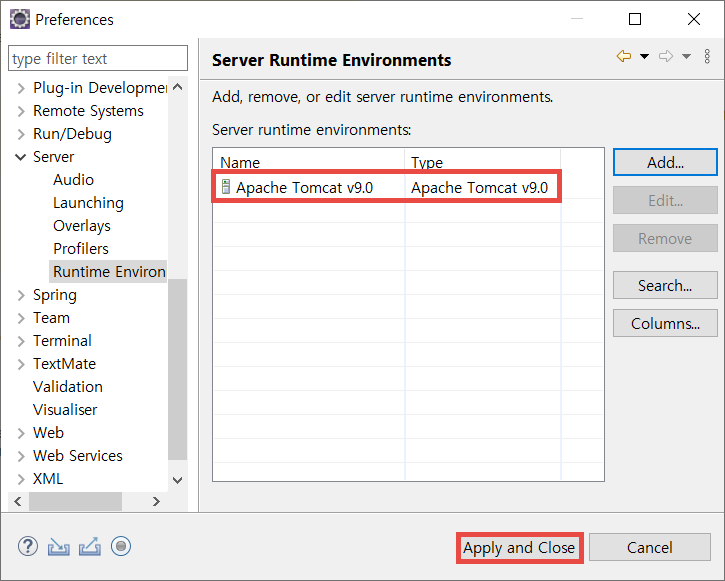 Preferences
type filter text
Plug-in Developmer
Remote Systems
Run/Debug
Server
Audio
Launching
Overlays
Profilers
Runtime Environ
Spring
Team
Terminal
TextMate
Validation
Visualiser
Web
Web Services
XML
Server Runtime Environments
Add, remove, or edit server runtime environments.
Server runtime environments:
Name Type
Apache Tomcat v9.0 Apache Tomcat v9.0
Add...
Edit...
Remove
Search...
Columns...
Apply and Close Cancel